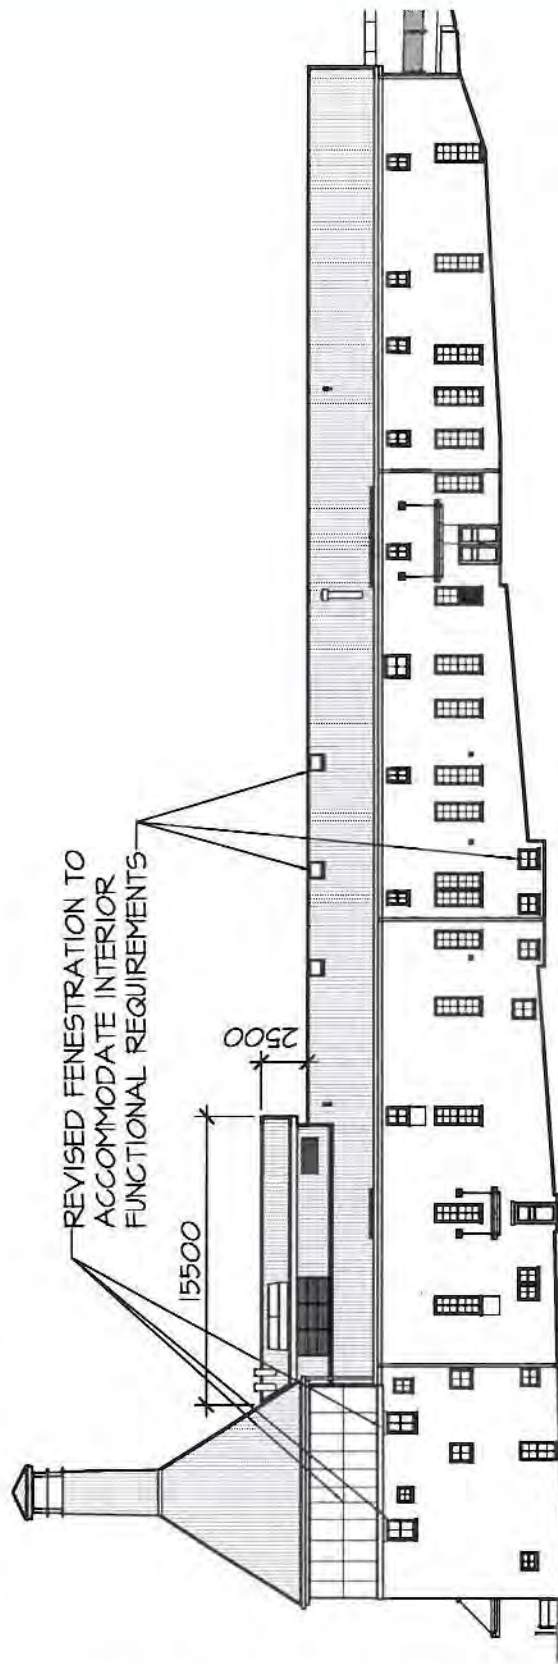 REVISED FENESTRATION TO
ACCOMMODATE INTERIOR
FUNCTIONAL REQUIREMENTS
15500
2500